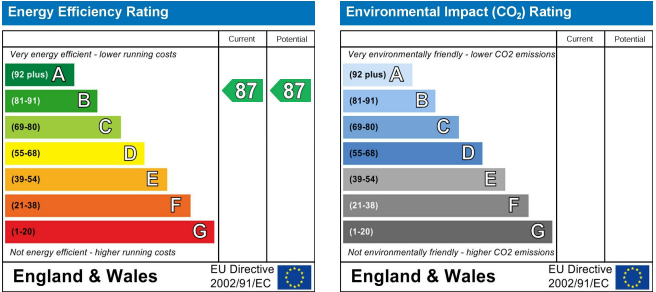 Energy Efficiency Rating
Current
Potential
Very energy efficient - lower running costs
(92 plus) A
(81-91) B
(69-80) C
(55-68) D
(39-54) E
(21-38) F
(1-20) G
87
87
Not energy efficient - higher running costs
England & Wales
EU Directive
2002/91/EC
Environmental Impact (CO₂) Rating
Current
Potential
Very environmentally friendly - lower CO2 emissions
(92 plus) A
(81-91) B
(69-80) C
(55-68) D
(39-54) E
(21-38) F
(1-20) G
Not environmentally friendly - higher CO2 emissions
England & Wales
EU Directive
2002/91/EC